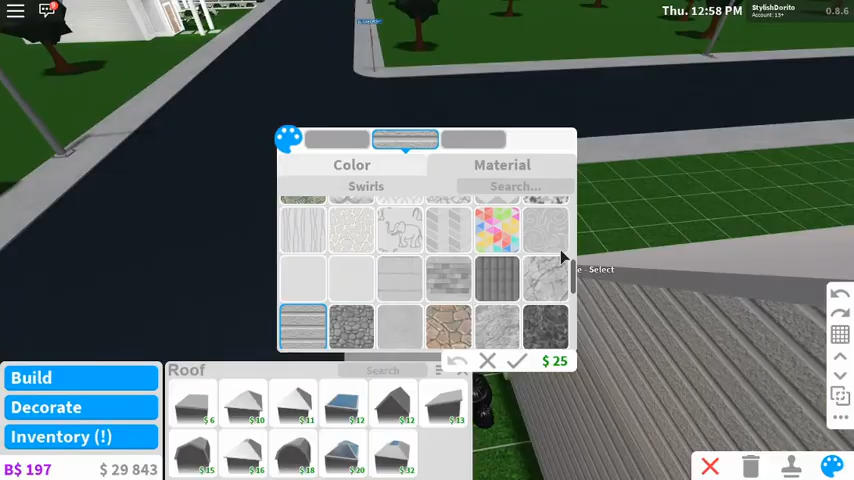 Thu. 12:58 PM
StylishDorito
Account: 13+
0.8.6
Color
Material
Swirls
Search...
e - Select
$ 25
Build
Decorate
Inventory (!)
B$ 197
$ 29 843
Roof
Search
$ 6
$ 10
$ 11
$ 12
$ 12
$ 13
$ 15
$ 16
$ 18
$ 20
$ 32